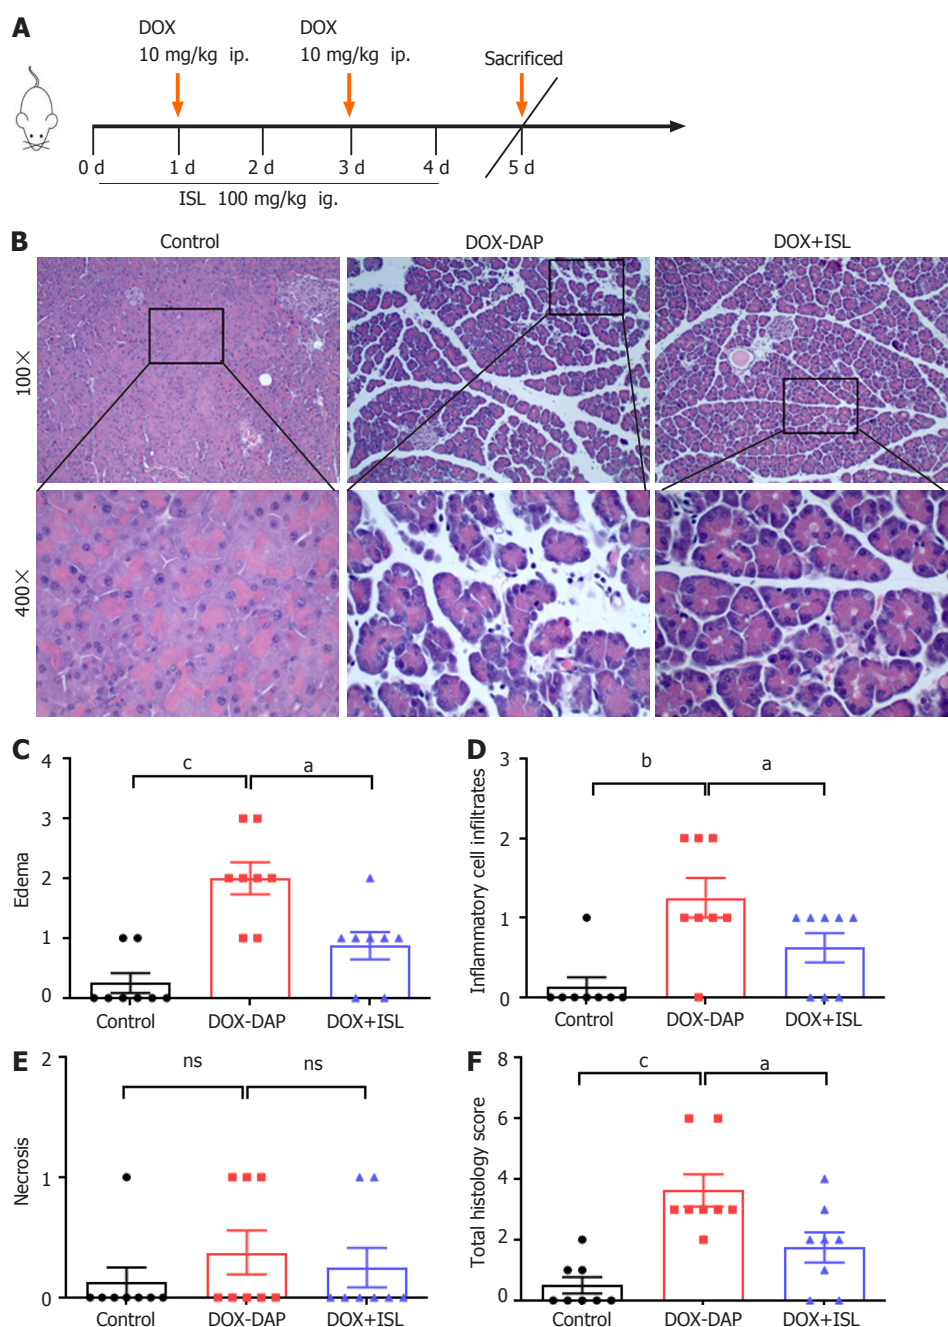 A
DOX
10 mg/kg ip.
DOX
10 mg/kg ip.
Sacrificed
0 d
1 d
2 d
3 d
4 d
5 d
ISL 100 mg/kg ig.
B
Control
DOX-DAP
DOX+ISL
100×
400×
C
Edema
4
3
2
1
0
c
a
Control
DOX-DAP
DOX+ISL
D
Inflammatory cell infiltrates
3
2
1
0
b
a
Control
DOX-DAP
DOX+ISL
E
Necrosis
2
1
0
ns
ns
Control
DOX-DAP
DOX+ISL
F
Total histology score
8
6
4
2
0
c
a
Control
DOX-DAP
DOX+ISL